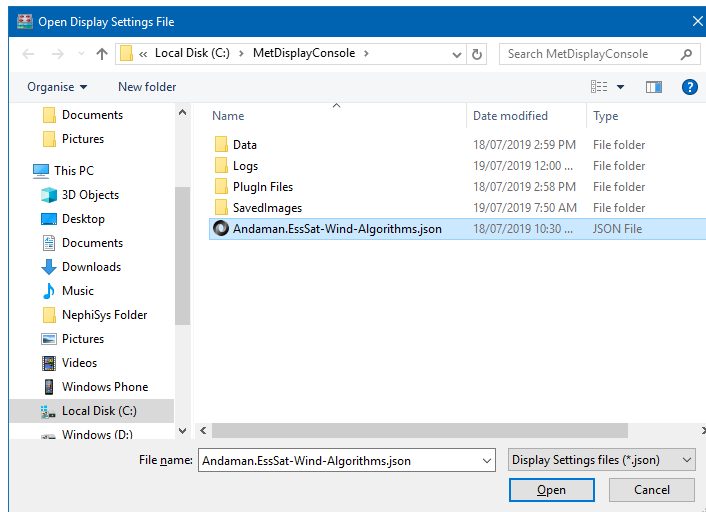 Open Display Settings File
« Local Disk (C:) > MetDisplayConsole >
Search MetDisplayConsole
Organise New folder
Documents
Pictures
This PC
3D Objects
Desktop
Documents
Downloads
Music
NephiSys Folder
Pictures
Videos
Windows Phone
Local Disk (C:)
Windows (D:)
Name Date modified Type
Data 18/07/2019 2:59 PM File folder
Logs 19/07/2019 12:00 ... File folder
PlugIn Files 18/07/2019 2:58 PM File folder
SavedImages 19/07/2019 7:50 AM File folder
Andaman.EssSat-Wind-Algorithms.json 18/07/2019 10:30 ... JSON File
File name: Andaman.EssSat-Wind-Algorithms.json Display Settings files (*.json)
Open Cancel